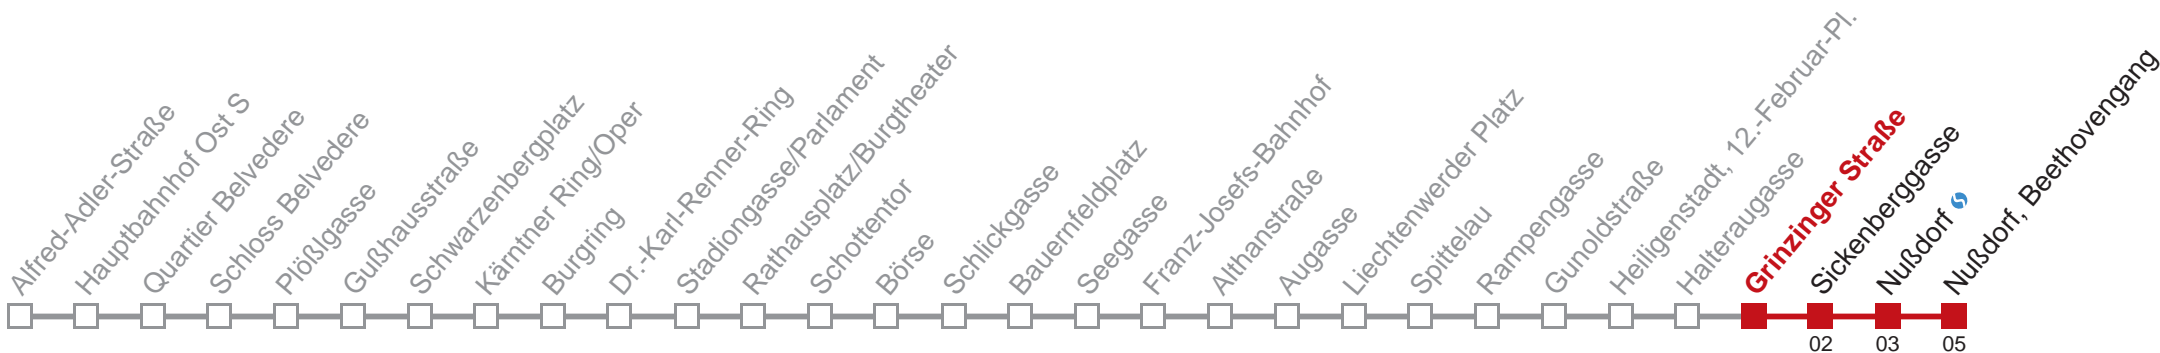 Alfred-Adler-Straße
Hauptbahnhof Ost S
Quartier Belvedere
Schloss Belvedere
Plößlgasse
Gußhausstraße
Schwarzenbergplatz
Kärntner Ring/Oper
Burgring
Dr.-Karl-Renner-Ring
Stadiongasse/Parlament
Rathausplatz/Burgtheater
Schottentor
Börse
Schlickgasse
Bauernfeldplatz
Seegasse
Franz-Josefs-Bahnhof
Althanstraße
Augasse
Liechtenwerder Platz
Spittelau
Rampengasse
Gunoldstraße
Heiligenstadt, 12.-Februar-Pl.
Halteraugasse
Grinzinger Straße
Sickenberggasse
Nußdorf
Nußdorf, Beethovengang
02
03
05